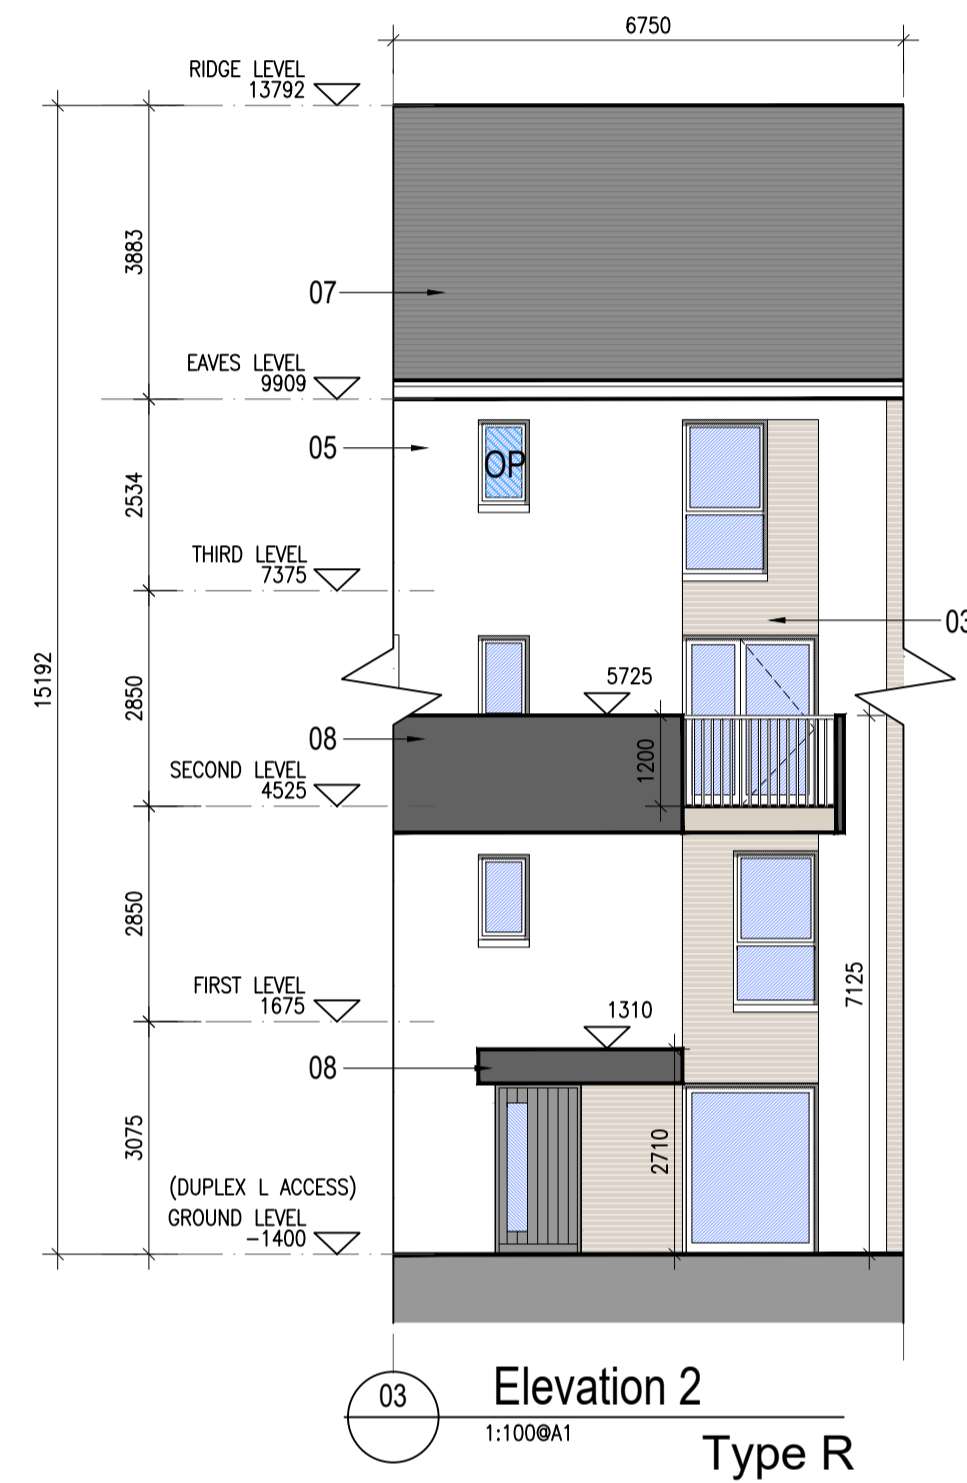 6750
RIDGE LEVEL
13792
3883
07
EAVES LEVEL
9909
05
OP
2534
THIRD LEVEL
7375
03
15192
2850
5725
08
1200
SECOND LEVEL
4525
2850
7125
FIRST LEVEL
1675
1310
08
3075
2710
(DUPLEX L ACCESS)
GROUND LEVEL
-1400
03
Elevation 2
1:100@A1
Type R